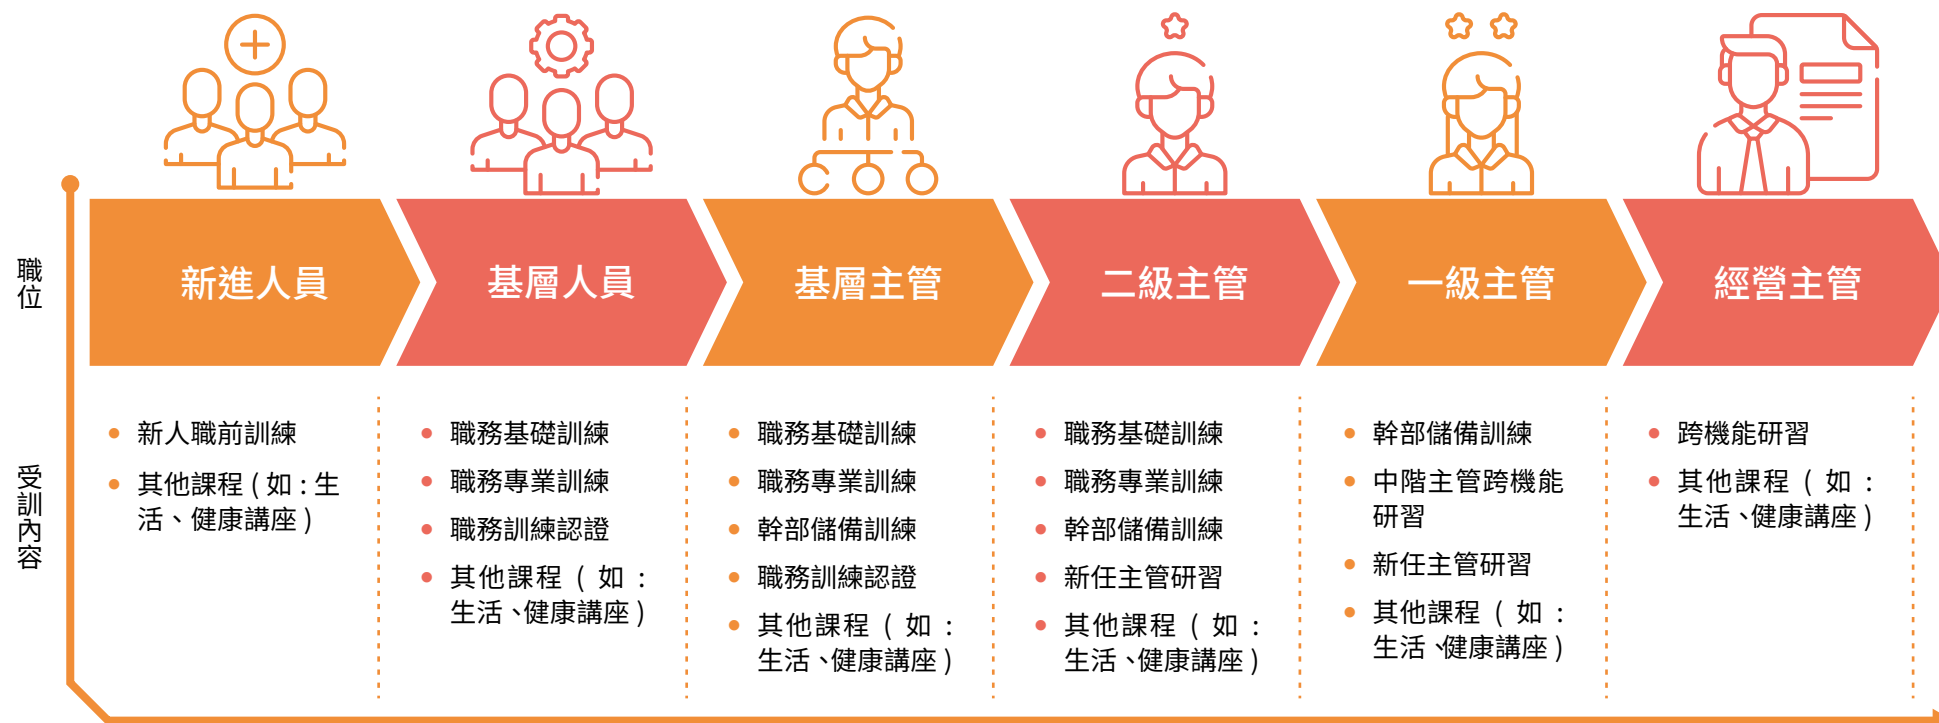 職位
新進人員
基層人員
基層主管
二級主管
一級主管
經營主管
受訓內容
新人職前訓練
其他課程 ( 如 : 生
活、健康講座 )
職務基礎訓練
職務專業訓練
職務訓練認證
其他課程 ( 如 :
生活、健康講座 )
職務基礎訓練
職務專業訓練
幹部儲備訓練
職務訓練認證
其他課程 ( 如 :
生活、健康講座 )
職務基礎訓練
職務專業訓練
幹部儲備訓練
新任主管研習
其他課程 ( 如 :
生活、健康講座 )
幹部儲備訓練
中階主管跨機能
研習
新任主管研習
其他課程 ( 如 :
生活、健康講座 )
跨機能研習
其他課程 ( 如 :
生活、健康講座 )